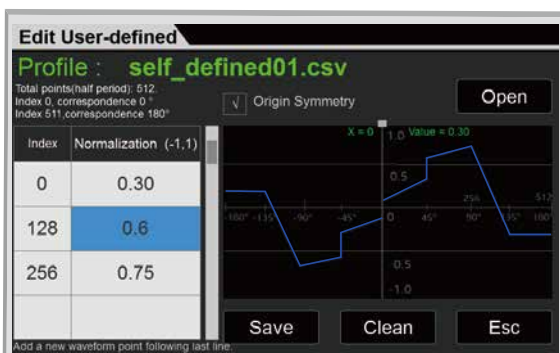 Edit User-defined
Profile : self_defined01.csv
Total points(half period): 512.
Index 0, correspondence 0 °
Index 511,correspondence 180°
√ Origin Symmetry
Open
Index Normalization (-1,1)
0 0.30
128 0.6
256 0.75
X = 0 Value = 0.30
1.0
0.5
256 512
-180° -135° -90° -45° 0 45° 90° 135° 180°
-0.5
-1.0
Save Clean Esc
Add a new waveform point following last line.